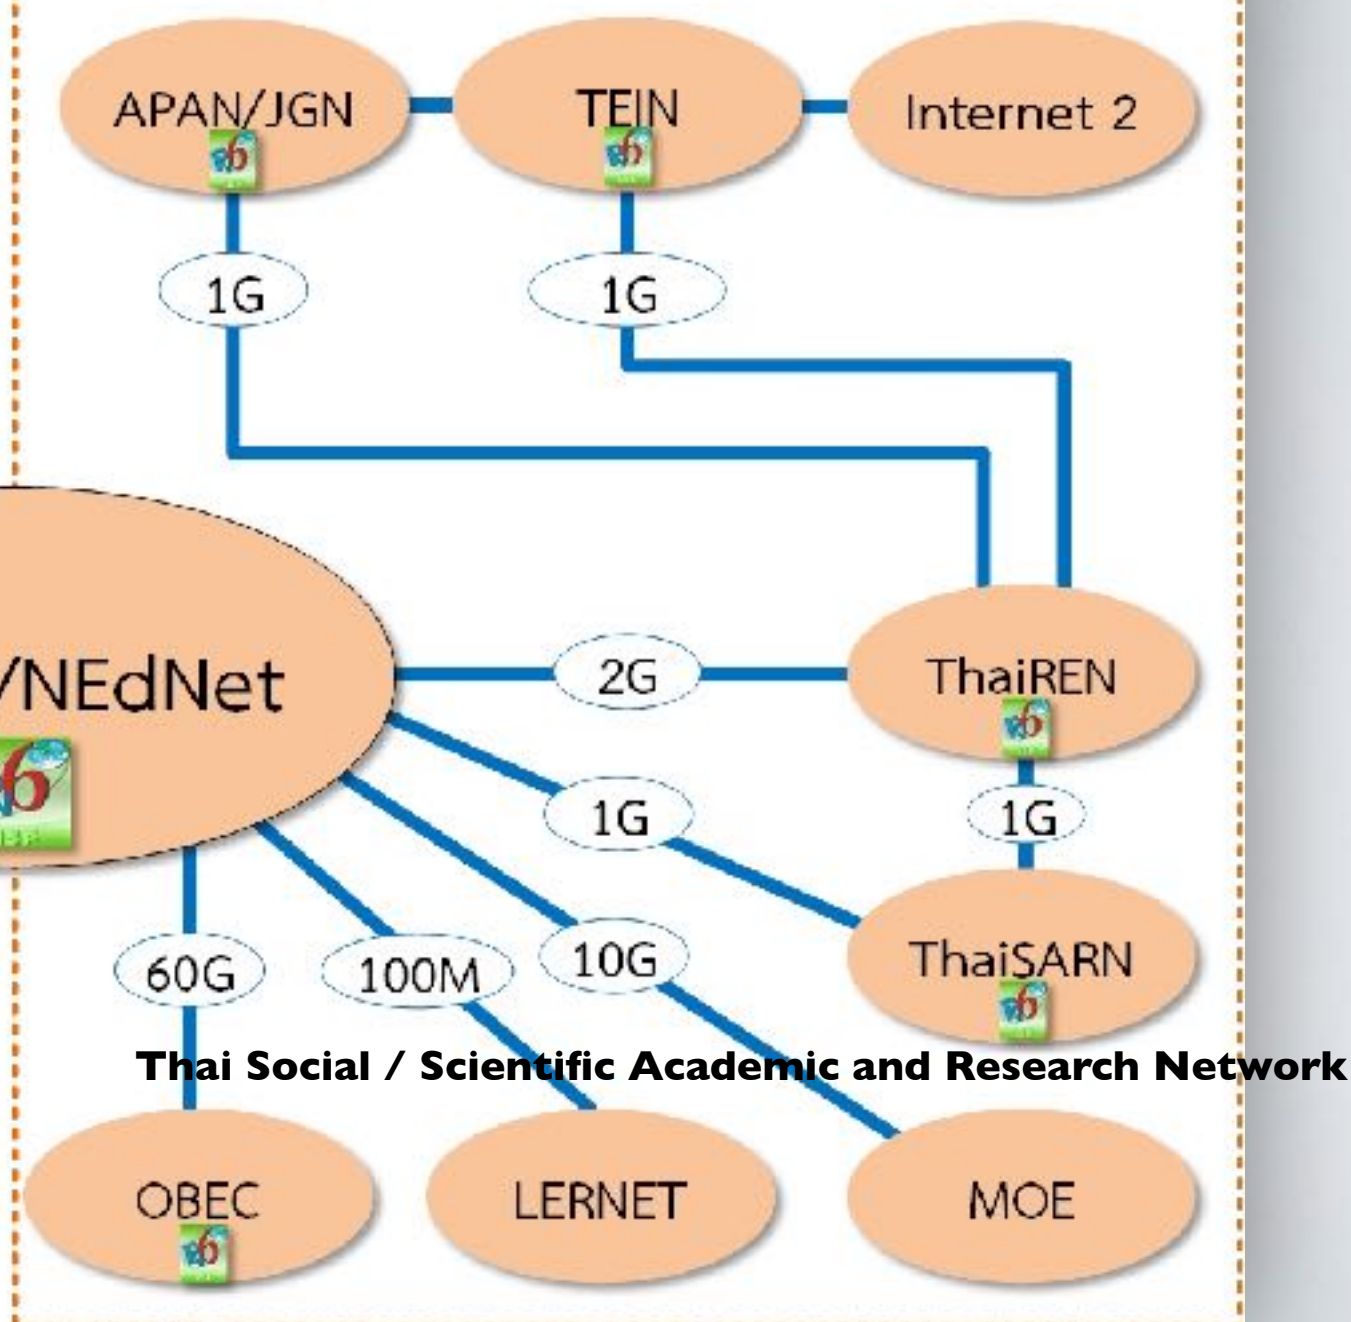 APAN/JGN
TEIN
Internet 2
1G
1G
/NEdNet
2G
ThaiREN
1G
1G
ThaiSARN
60G
100M
10G
Thai Social / Scientific Academic and Research Network
OBEC
LERNET
MOE